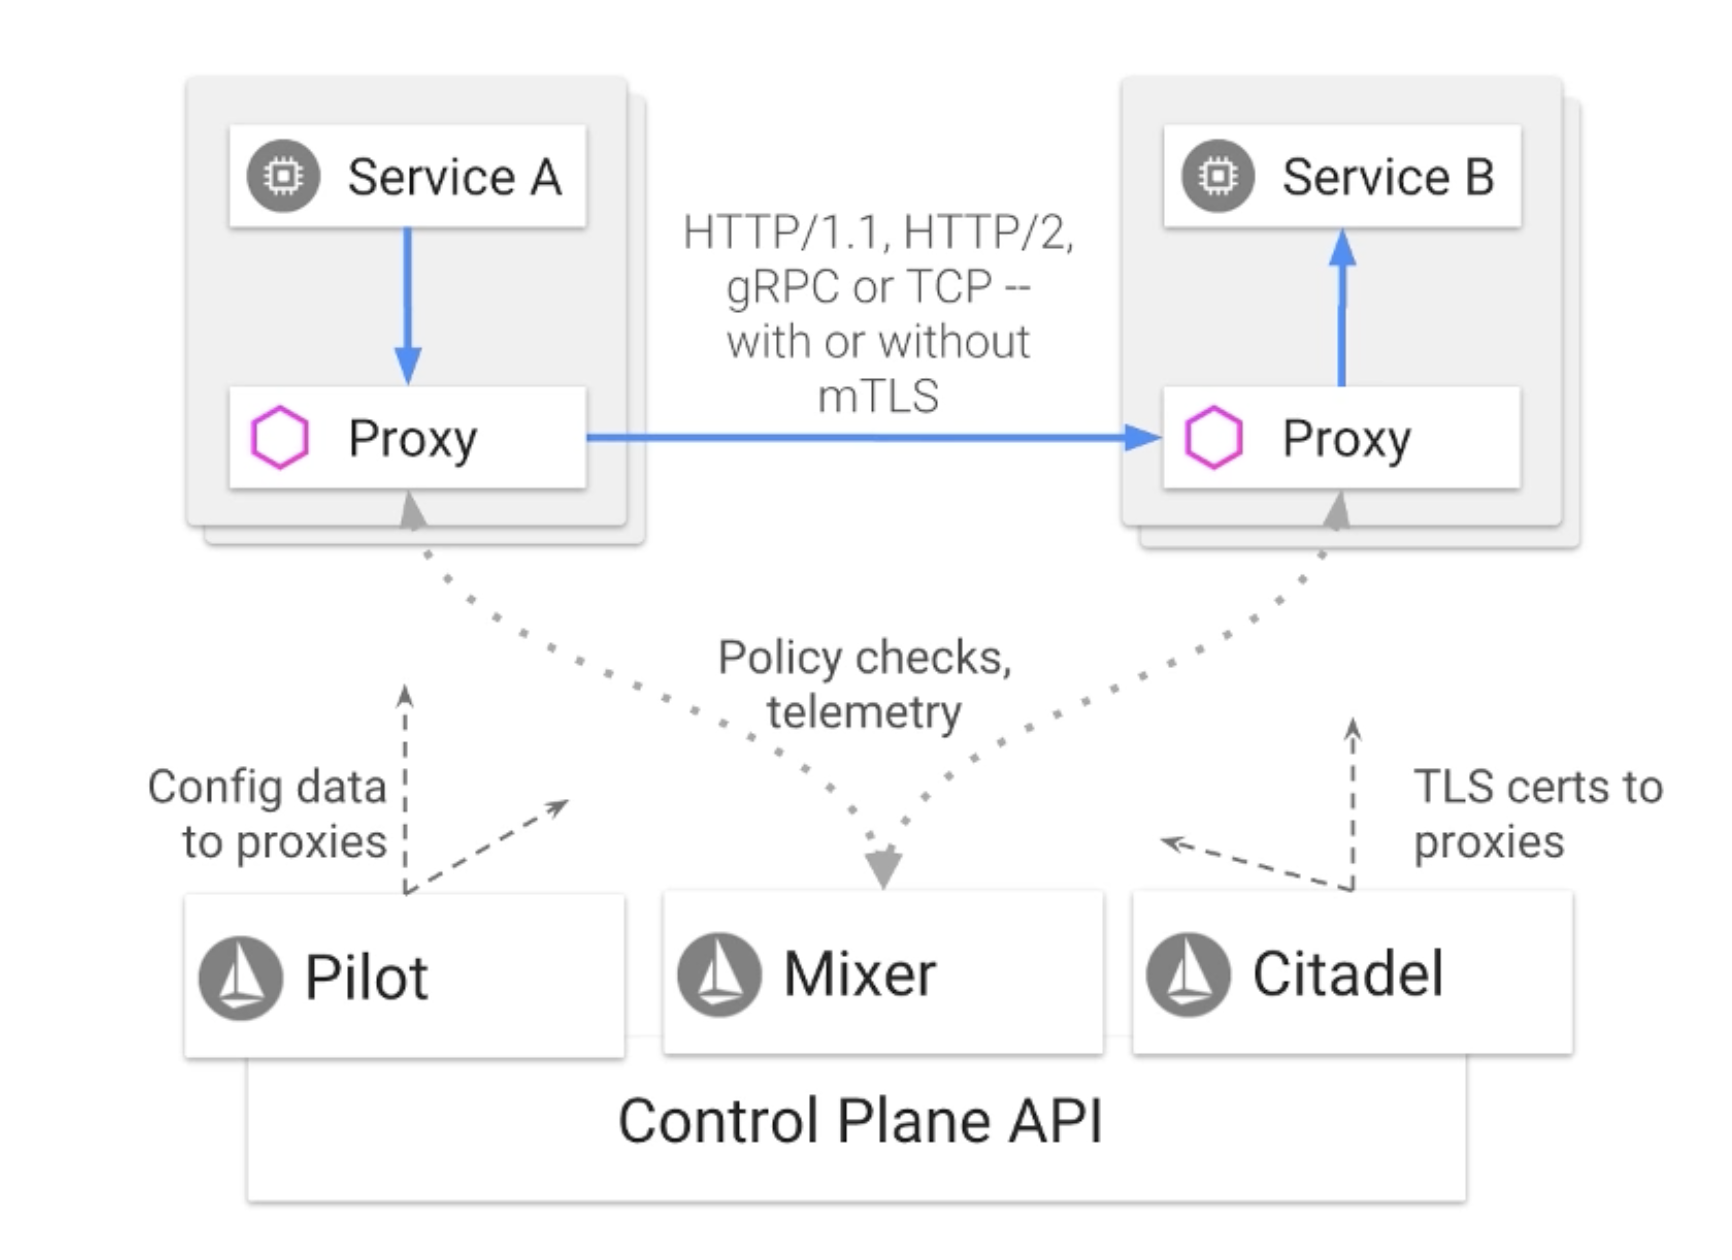 Service A
Service B
HTTP/1.1, HTTP/2,
gRPC or TCP --
with or without
mTLS
Proxy
Proxy
Policy checks,
telemetry
Config data
to proxies
TLS certs to
proxies
Pilot
Mixer
Citadel
Control Plane API